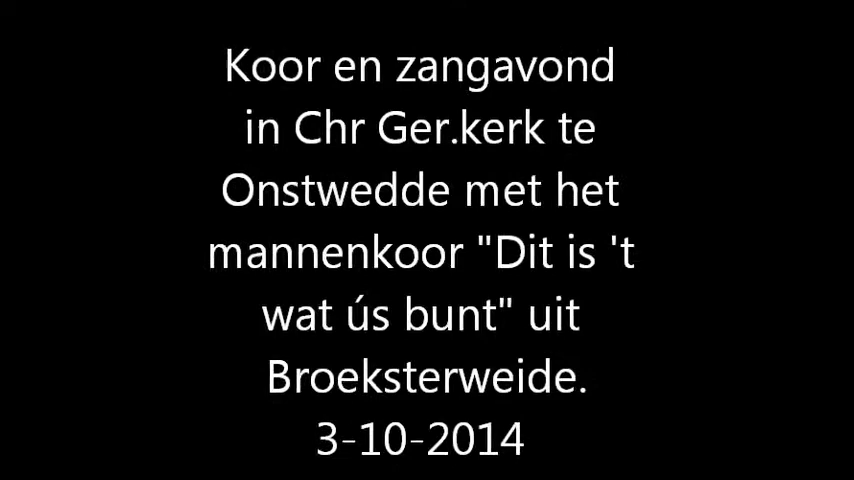 Koor en zangavond
in Chr Ger.kerk te
Onstwedde met het
mannenkoor "Dit is 't
wat ús bunt" uit
Broeksterweide.
3-10-2014